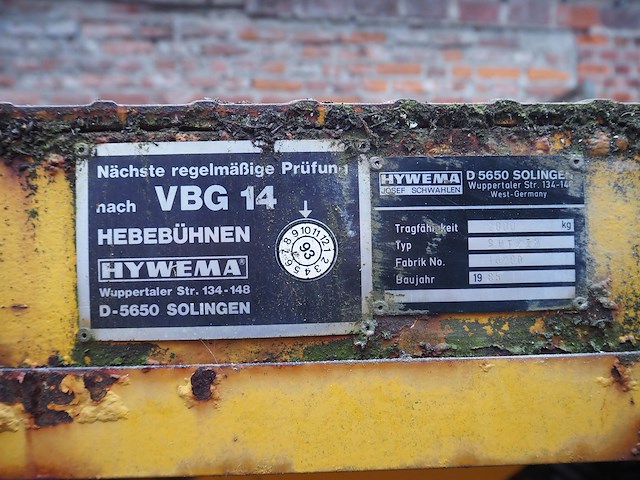 Nächste regelmäßige Prüfung
nach VBG 14
HEBEBÜHNEN
HYWEMA
Wuppertaler Str. 134-148
D-5650 SOLINGEN
1 2 3 4 5 6 7 8 9 10 11 12
93
HYWEMA
JOSEF SCHWAHLEN
D 5650 SOLINGEN
Wuppertaler Str. 134-148
West-Germany
Tragfähigkeit kg
Typ
Fabrik No.
Baujahr 19